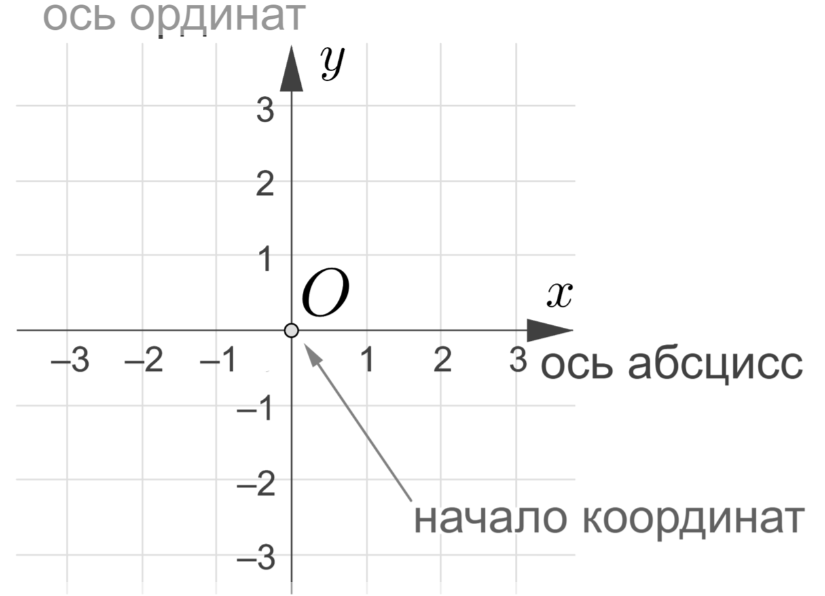 ось ординат
y
3
2
1
O
x
–3 –2 –1 1 2 3 ось абсцисс
–1
–2
начало координат
–3